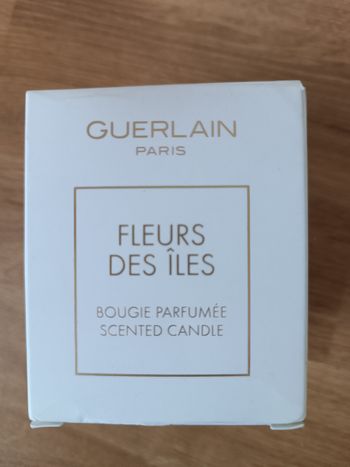 GUERLAIN
PARIS
FLEURS
DES ÎLES
BOUGIE PARFUMÉE
SCENTED CANDLE